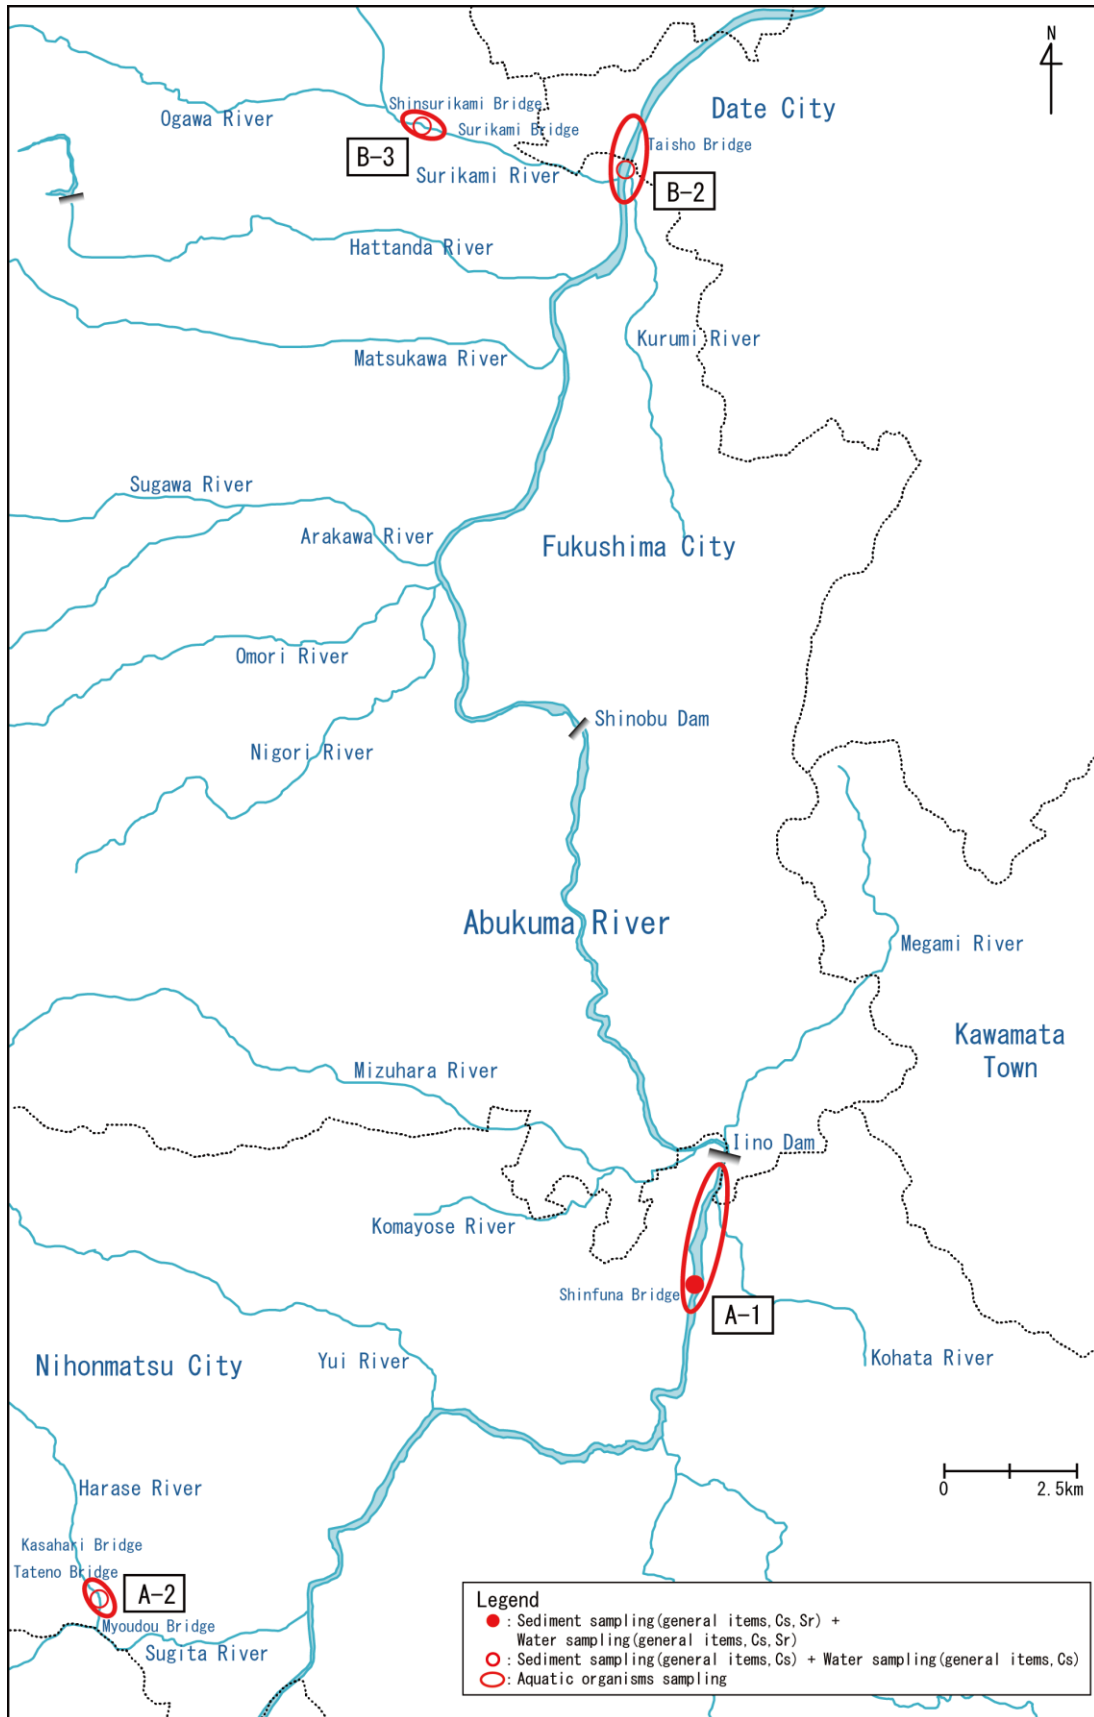 N
Date City
Shinsurikami Bridge
Ogawa River
Surikami Bridge
Taisho Bridge
B-3
Surikami River
B-2
Hattanda River
Kurumi River
Matsukawa River
Sugawa River
Arakawa River
Fukushima City
Omori River
Shinobu Dam
Nigori River
Abukuma River
Megami River
Kawamata
Town
Mizuhara River
Iino Dam
Komayose River
Shinfuna Bridge
A-1
Kohata River
Yui River
Nihonmatsu City
Harase River
0 2.5km
Kasahari Bridge
Tateno Bridge
A-2
Myoudou Bridge
Sugita River
Legend
: Sediment sampling(general items,Cs,Sr) +
Water sampling(general items,Cs,Sr)
: Sediment sampling(general items,Cs) + Water sampling(general items,Cs)
: Aquatic organisms sampling